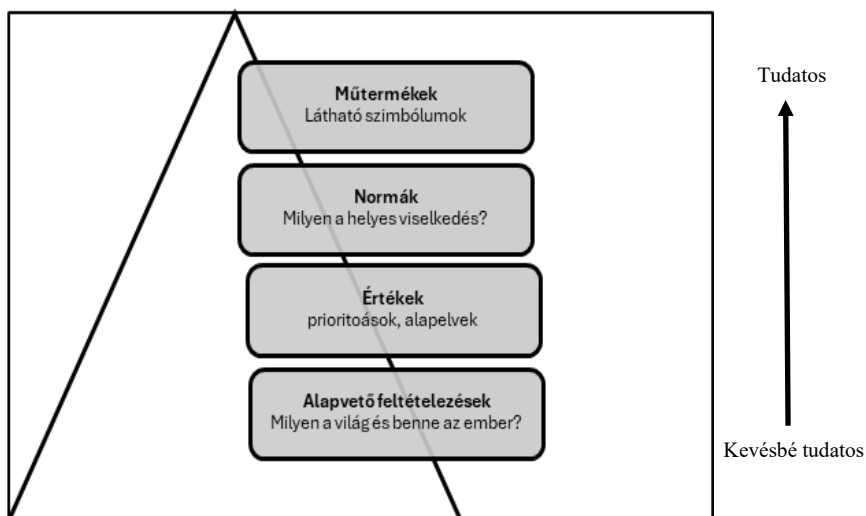 Műtermékek
Látható szimbólumok
Normák
Milyen a helyes viselkedés?
Értékek
prioritoások, alapelvek
Alapvető feltételezések
Milyen a világ és benne az ember?
Tudatos
Kevésbé tudatos